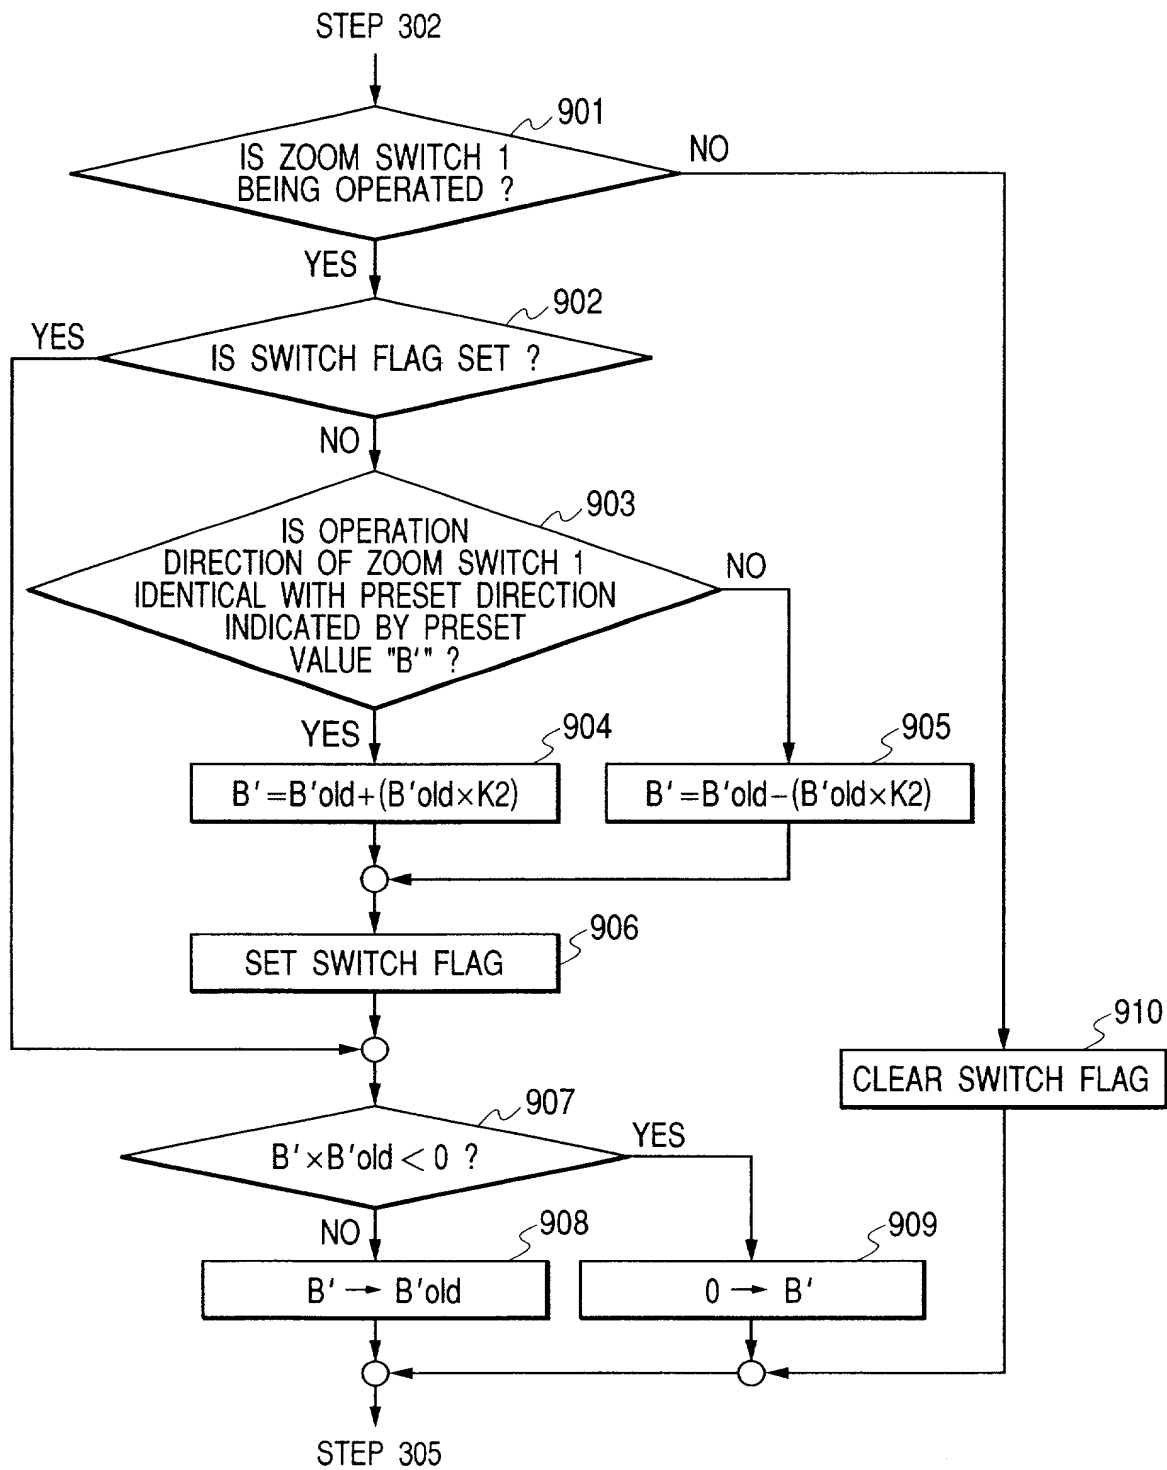 STEP 302
901
IS ZOOM SWITCH 1
BEING OPERATED ?
NO
YES
902
YES
IS SWITCH FLAG SET ?
NO
903
IS OPERATION
DIRECTION OF ZOOM SWITCH 1
IDENTICAL WITH PRESET DIRECTION
INDICATED BY PRESET
VALUE "B'" ?
NO
YES
904
905
B'=B'old+(B'old×K2)
B'=B'old−(B'old×K2)
906
SET SWITCH FLAG
910
CLEAR SWITCH FLAG
907
B'×B'old<0 ?
YES
NO
908
909
B' → B'old
0 → B'
STEP 305